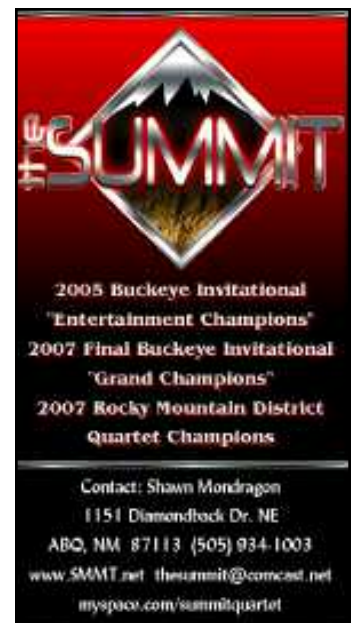 the SUMMIT
2005 Buckeye Invitational
"Entertainment Champions"
2007 Final Buckeye Invitational
"Grand Champions"
2007 Rocky Mountain District
Quartet Champions
Contact: Shawn Mondragon
1151 Diamondback Dr. NE
ABQ, NM 87113 (505) 934-1003
www.SMMT.net thesummit@comcast.net
myspace.com/summitquartet